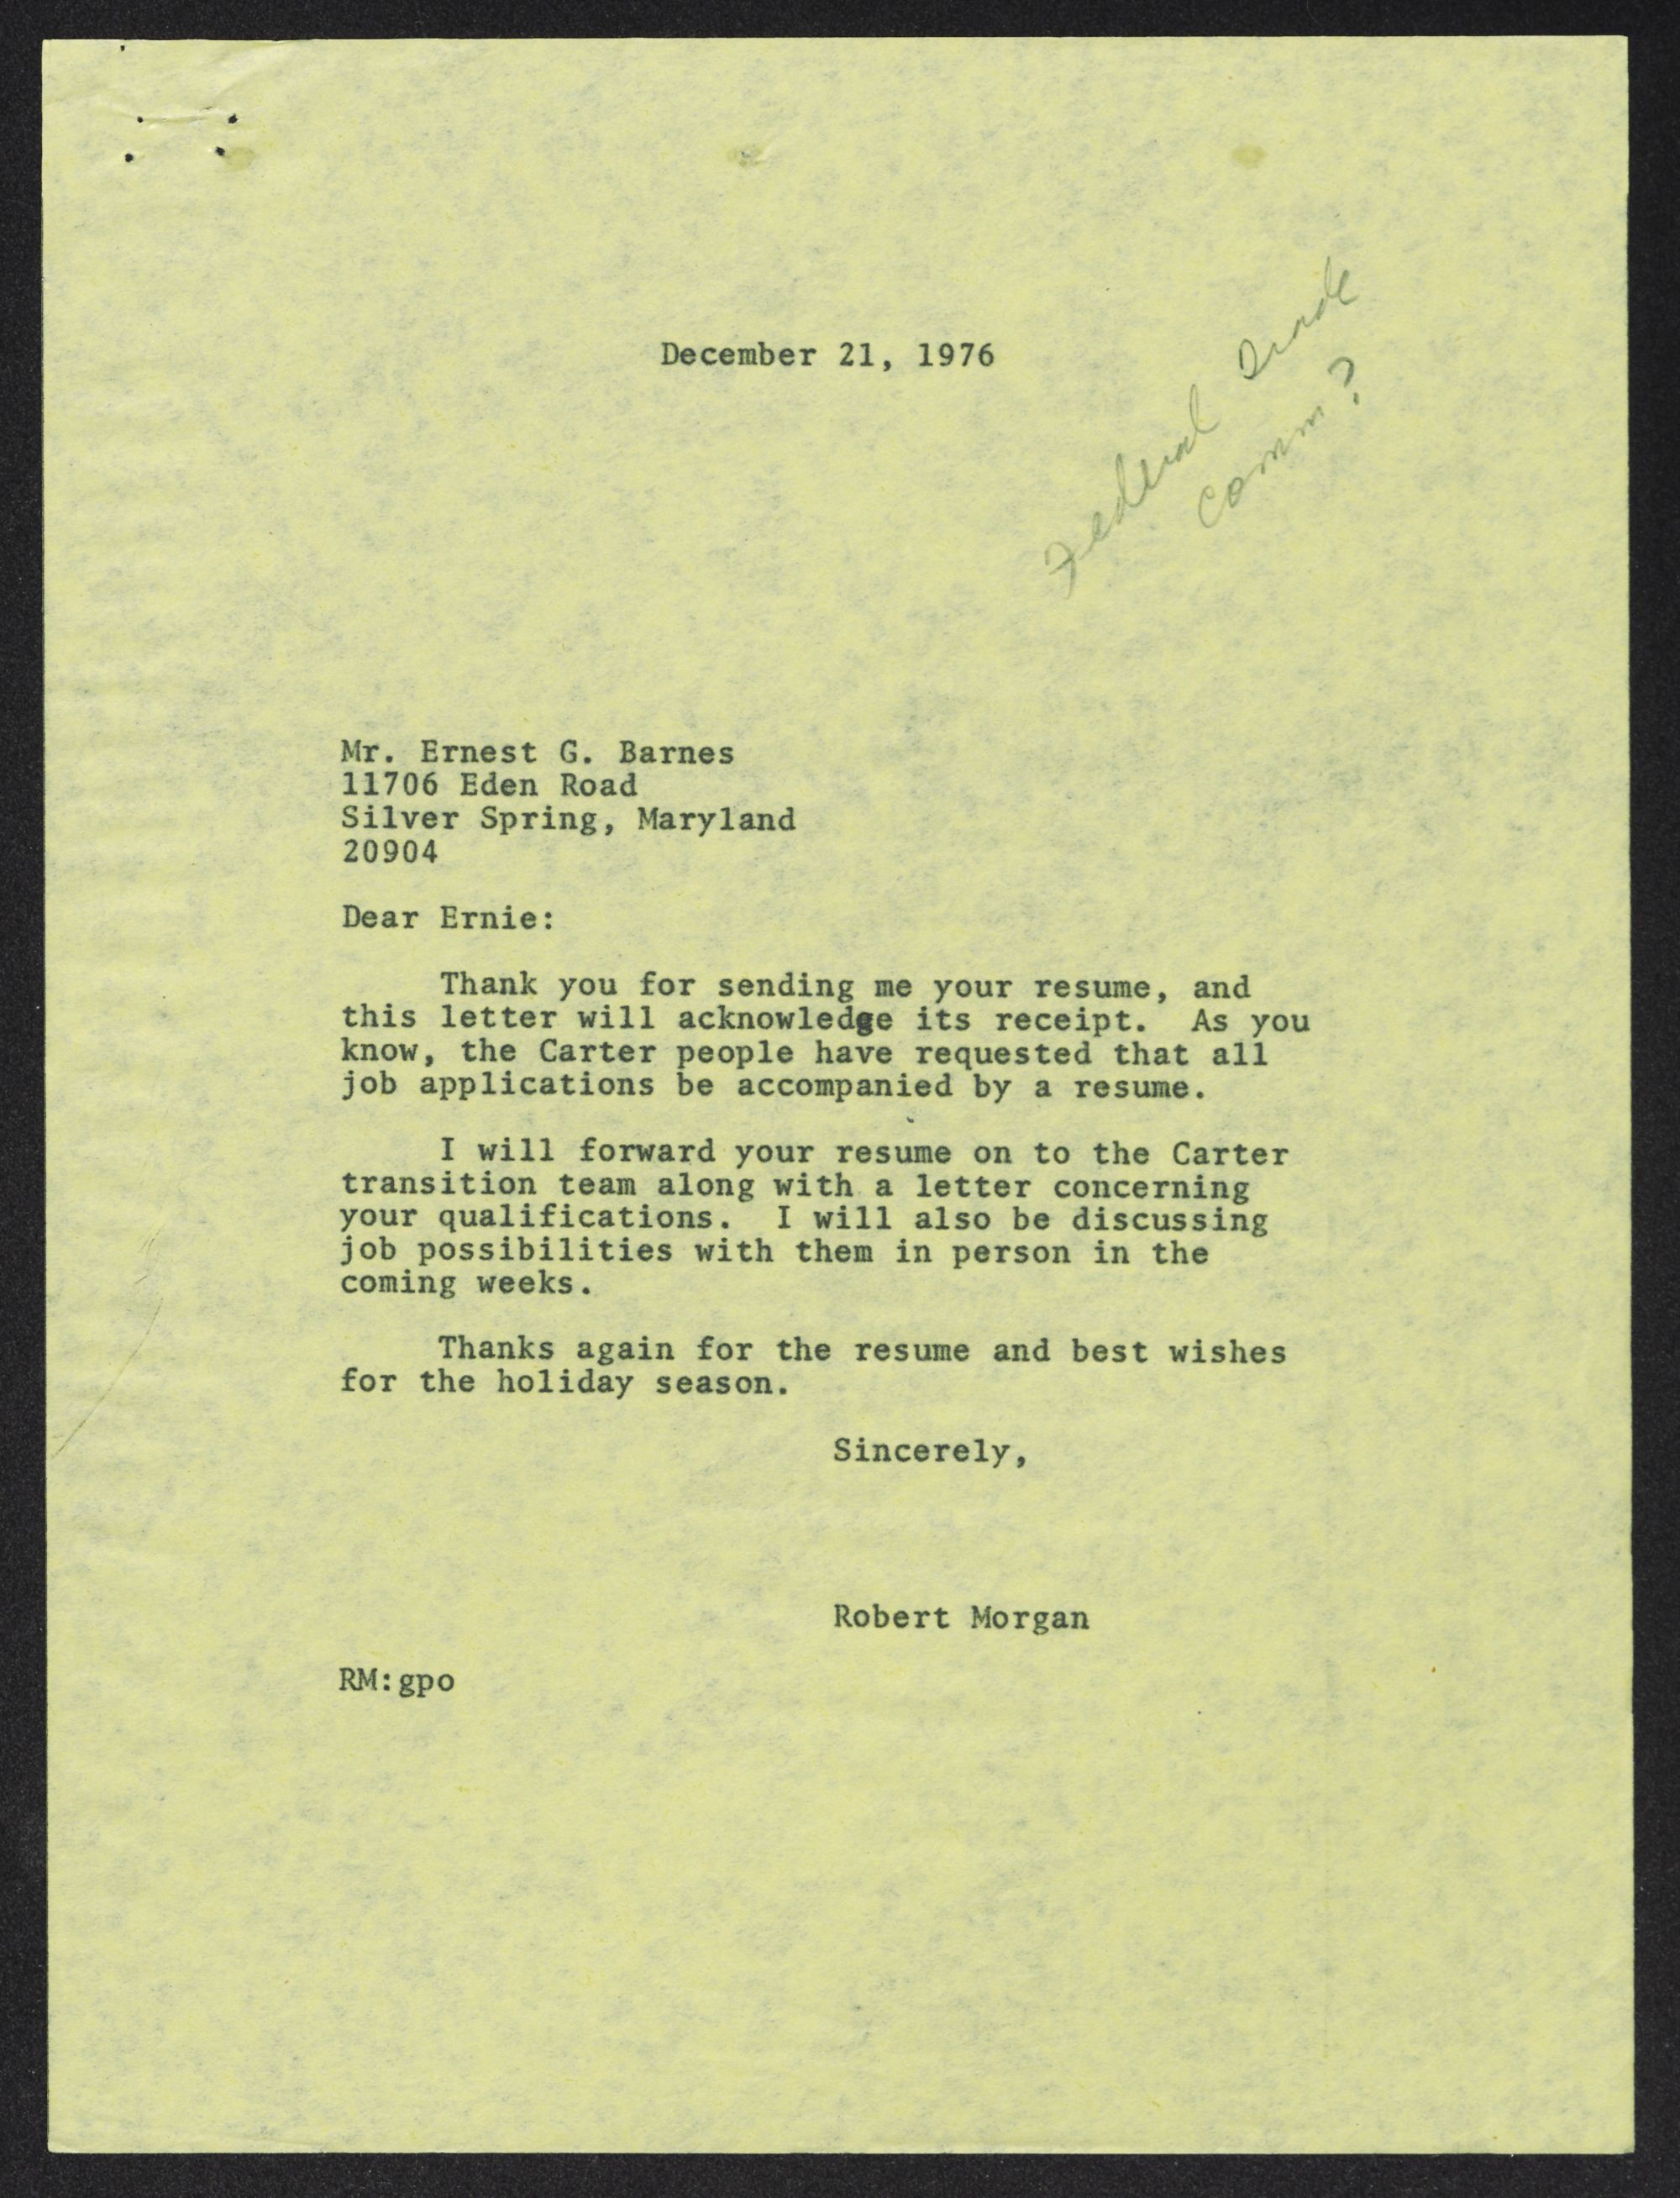 December 21, 1976
Federal Trade
Comm?
Mr. Ernest G. Barnes
11706 Eden Road
Silver Spring, Maryland
20904
Dear Ernie:
Thank you for sending me your resume, and
this letter will acknowledge its receipt. As you
know, the Carter people have requested that all
job applications be accompanied by a resume.
I will forward your resume on to the Carter
transition team along with a letter concerning
your qualifications. I will also be discussing
job possibilities with them in person in the
coming weeks.
Thanks again for the resume and best wishes
for the holiday season.
Sincerely,
Robert Morgan
RM:gpo